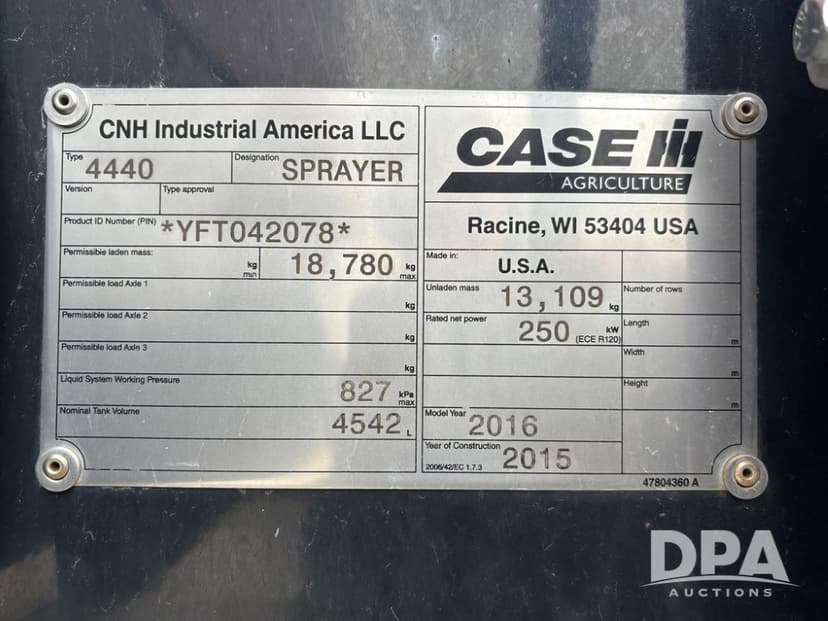 CNH Industrial America LLC
Type 4440 Designation SPRAYER
Version Type approval
Product ID Number (PIN) *YFT042078*
Permissible laden mass: kg min 18,780 kg max
Permissible load Axle 1 kg
Permissible load Axle 2 kg
Permissible load Axle 3 kg
Liquid System Working Pressure 827 kPa max
Nominal Tank Volume 4542 L
CASE IH
AGRICULTURE
Racine, WI 53404 USA
Made in: U.S.A.
Unladen mass 13,109 kg Number of rows
Rated net power 250 kW (ECE R120) Length m
Width m
Height m
Model Year 2016
Year of Construction 2015
2006/42/EC 1.7.3
47804360 A
DPA
AUCTIONS